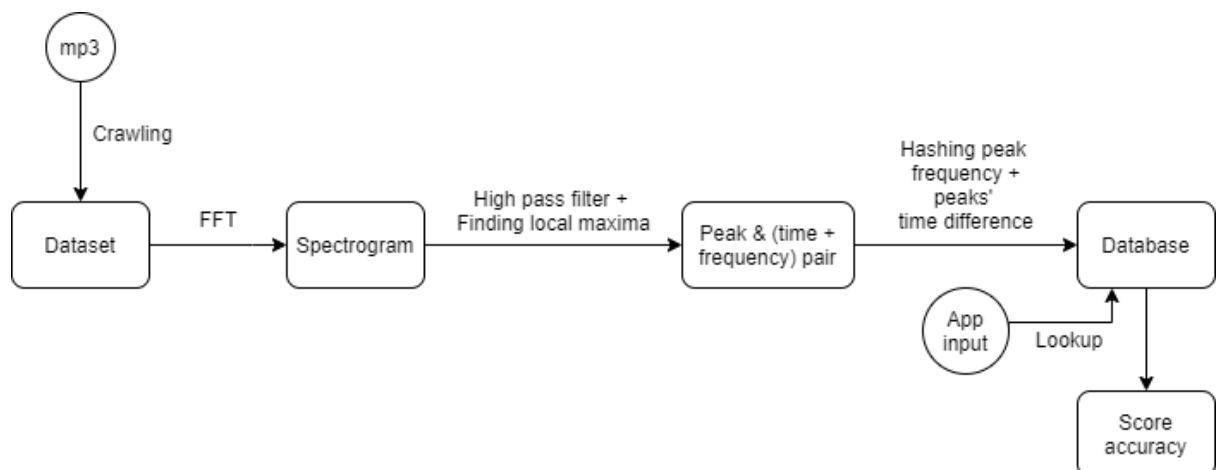 mp3
Crawling
Hashing peak
frequency +
peaks'
time difference
High pass filter +
Finding local maxima
FFT
Dataset
Spectrogram
Peak & (time +
frequency) pair
Database
App
input
Lookup
Score
accuracy